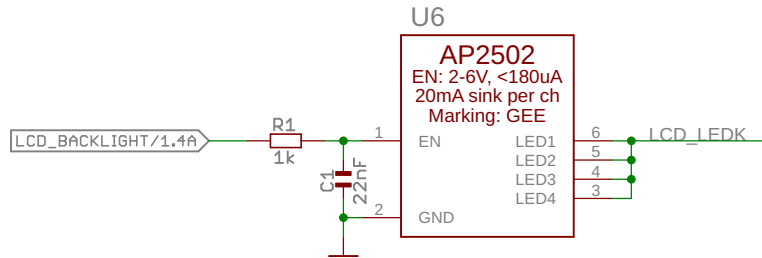 U6
AP2502
EN: 2-6V, <180uA
20mA sink per ch
Marking: GEE
LCD_BACKLIGHT/1.4A
R1
1k
C1
22nF
1
EN
2
GND
LED1
6
LED2
5
LED3
4
LED4
3
LCD_LEDK